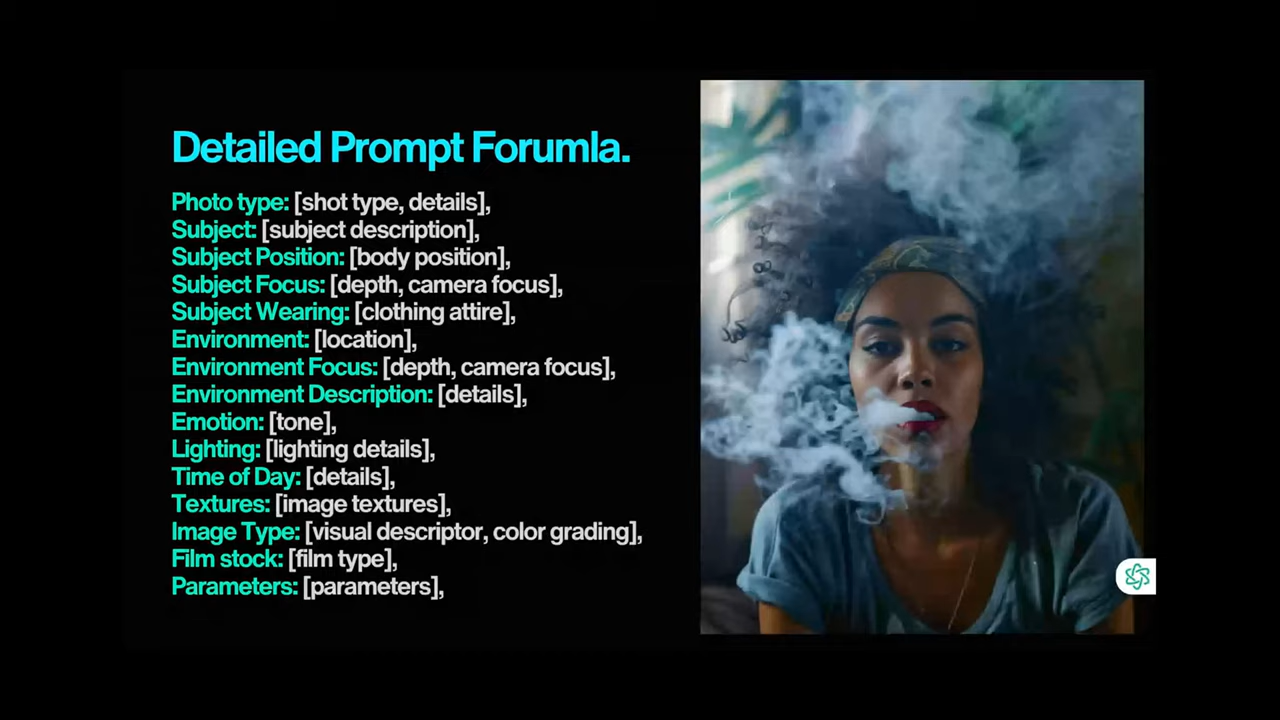 Detailed Prompt Forumla.
Photo type: [shot type, details],
Subject: [subject description],
Subject Position: [body position],
Subject Focus: [depth, camera focus],
Subject Wearing: [clothing attire],
Environment: [location],
Environment Focus: [depth, camera focus],
Environment Description: [details],
Emotion: [tone],
Lighting: [lighting details],
Time of Day: [details],
Textures: [image textures],
Image Type: [visual descriptor, color grading],
Film stock: [film type],
Parameters: [parameters],